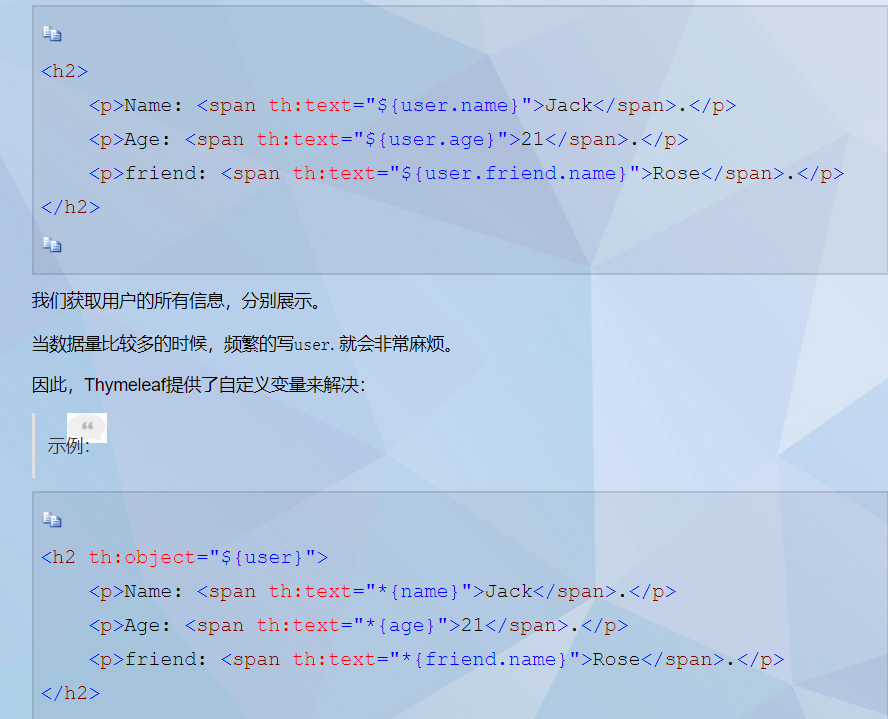 <h2>
    <p>Name: <span th:text="${user.name}">Jack</span>.</p>
    <p>Age: <span th:text="${user.age}">21</span>.</p>
    <p>friend: <span th:text="${user.friend.name}">Rose</span>.</p>
</h2>
我们获取用户的所有信息，分别展示。
当数据量比较多的时候，频繁的写user.就会非常麻烦。
因此，Thymeleaf提供了自定义变量来解决：
示例：
<h2 th:object="${user}">
    <p>Name: <span th:text="*{name}">Jack</span>.</p>
    <p>Age: <span th:text="*{age}">21</span>.</p>
    <p>friend: <span th:text="*{friend.name}">Rose</span>.</p>
</h2>